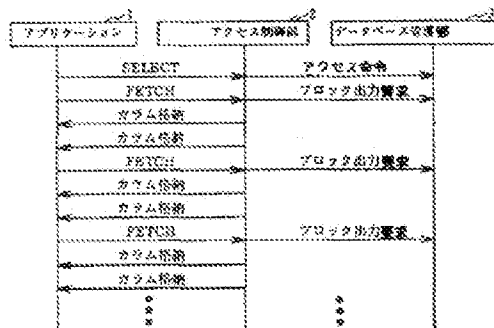 1 2 3
アプリケーション アクセス制御部 データベース管理部
SELECT アクセス命令
FETCH ブロック出力要求
カラム格納
カラム格納
FETCH ブロック出力要求
カラム格納
カラム格納
FETCH ブロック出力要求
カラム格納
カラム格納